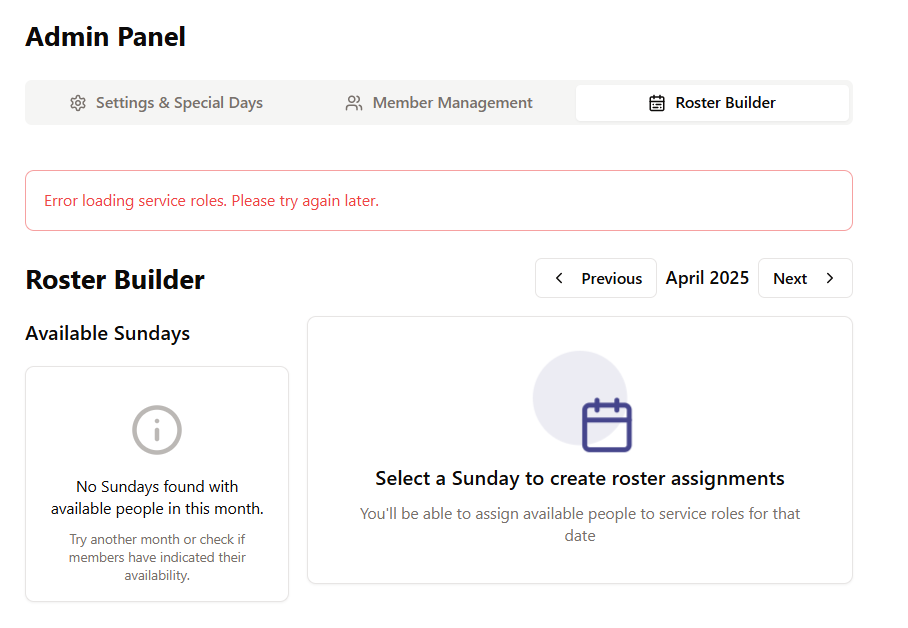 Admin Panel
Settings & Special Days
Member Management
Roster Builder
Error loading service roles. Please try again later.
Roster Builder
Previous
April 2025
Next
Available Sundays
No Sundays found with
available people in this month.
Try another month or check if
members have indicated their
availability.
Select a Sunday to create roster assignments
You'll be able to assign available people to service roles for that
date